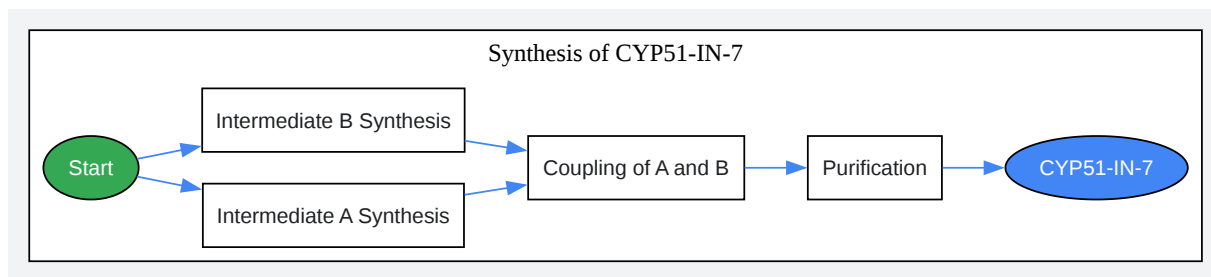 Synthesis of CYP51-IN-7
Start
Intermediate B Synthesis
Intermediate A Synthesis
Coupling of A and B
Purification
CYP51-IN-7